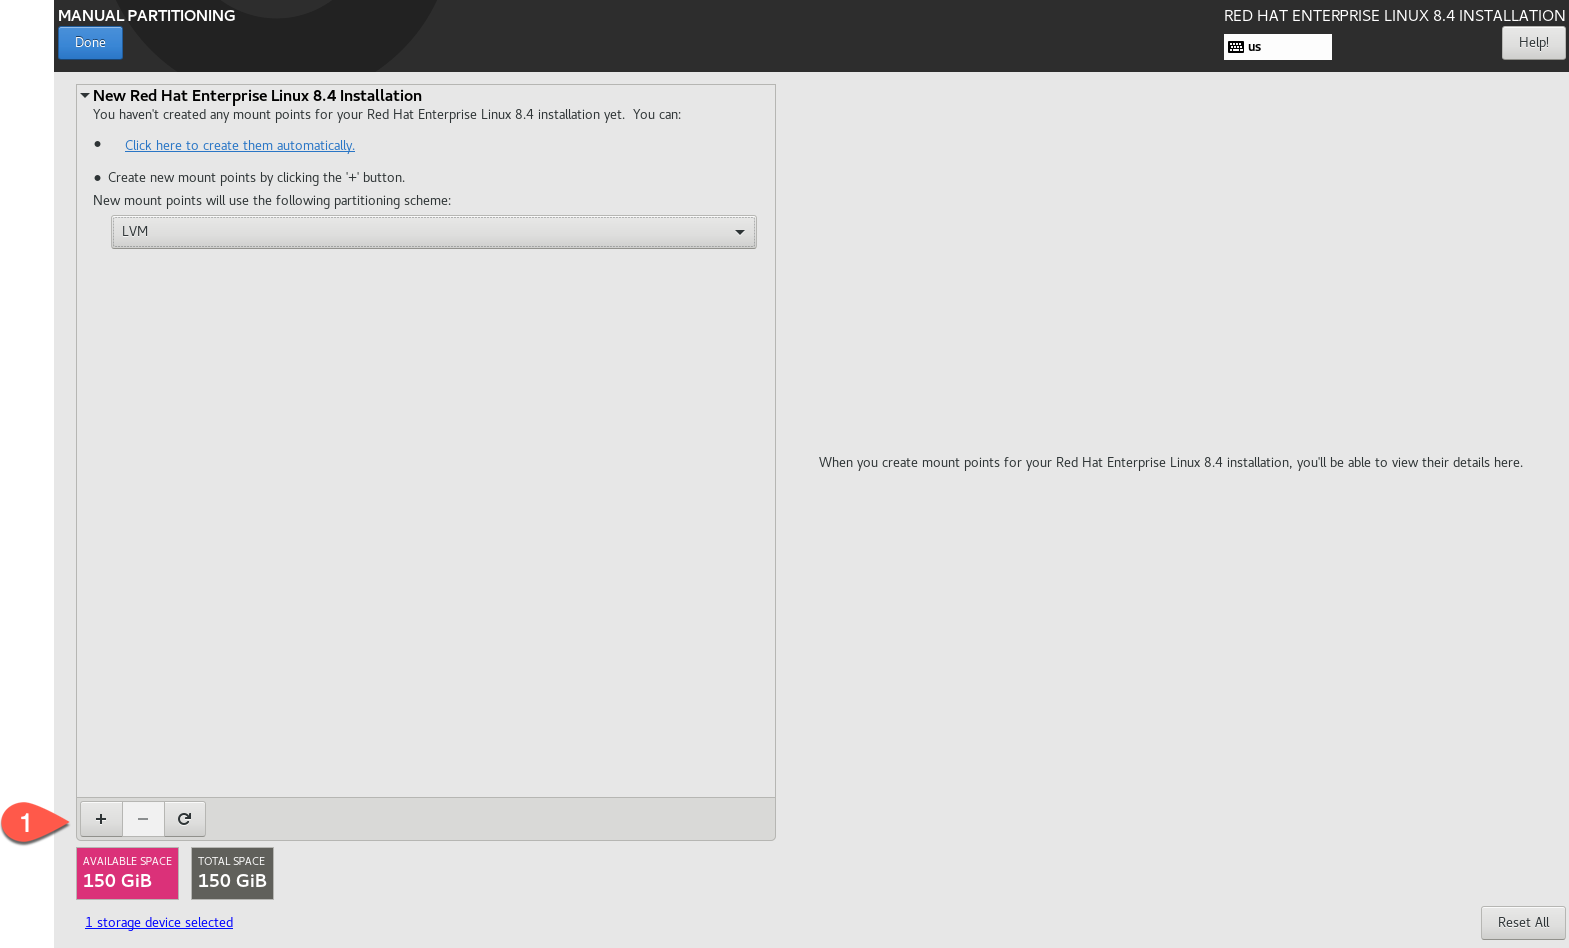 MANUAL PARTITIONING
RED HAT ENTERPRISE LINUX 8.4 INSTALLATION
Done
us
Help!
New Red Hat Enterprise Linux 8.4 Installation
You haven't created any mount points for your Red Hat Enterprise Linux 8.4 installation yet.  You can:
• Click here to create them automatically.
• Create new mount points by clicking the '+' button.
New mount points will use the following partitioning scheme:
LVM
When you create mount points for your Red Hat Enterprise Linux 8.4 installation, you'll be able to view their details here.
1
+ −
AVAILABLE SPACE
150 GiB
TOTAL SPACE
150 GiB
1 storage device selected
Reset All